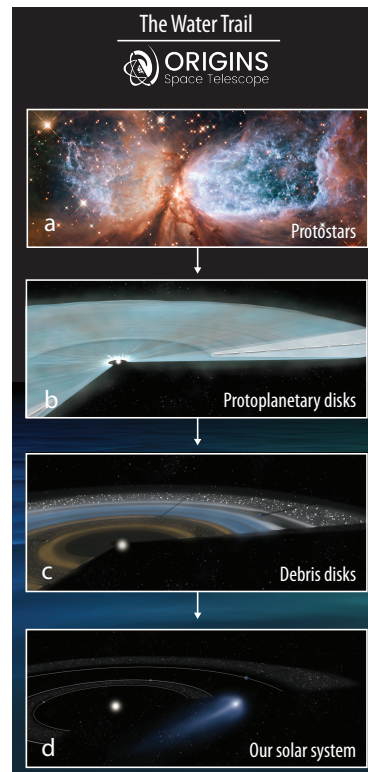 The Water Trail
ORIGINS
Space Telescope
a
Protostars
b
Protoplanetary disks
c
Debris disks
d
Our solar system